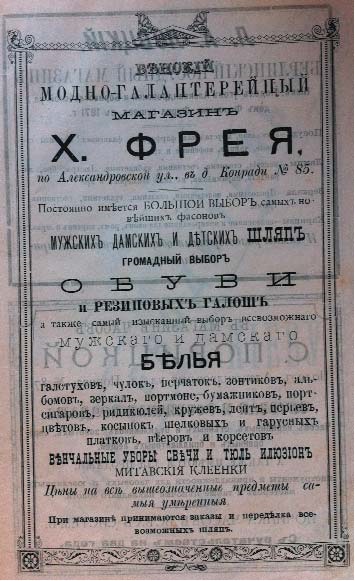 ВѢНСКІЙ
МОДНО-ГАЛАНТЕРЕЙНЫЙ
МАГАЗИНЪ
Х. ФРЕЯ,
по Александровской ул., въ д. Конради № 85.
Постоянно имѣется БОЛЬШОЙ ВЫБОРЪ самыхъ но-
вѣйшихъ фасоновъ
МУЖСКИХЪ ДАМСКИХЪ И ДѢТСКИХЪ ШЛЯПЪ
ГРОМАДНЫЙ ВЫБОРЪ
ОБУВИ
и РЕЗИНОВЫХЪ ГАЛОШЪ
а также самый изысканный выборъ всевозможнаго
мужскаго и дамскаго
БѢЛЬЯ
галстуховъ, чулокъ, перчатокъ, зонтиковъ, аль-
бомовъ, зеркалъ, портмоне, бумажниковъ, порт-
сигаровъ, ридикюлей, кружевъ, лентъ, перьевъ,
цвѣтовъ, косынокъ шелковыхъ и гарусныхъ
платковъ, вѣеровъ и корсетовъ
ВѢНЧАЛЬНЫЕ УБОРЫ СВѢЧИ И ТЮЛЬ ИЛЮЗІОНЪ
МИТАВСКІЯ КЛЕЕНКИ
Цѣны на всѣ вышеозначенные предметы са-
мыя умѣренныя
При магазинѣ принимаются заказы и передѣлка все-
возможныхъ шляпъ.